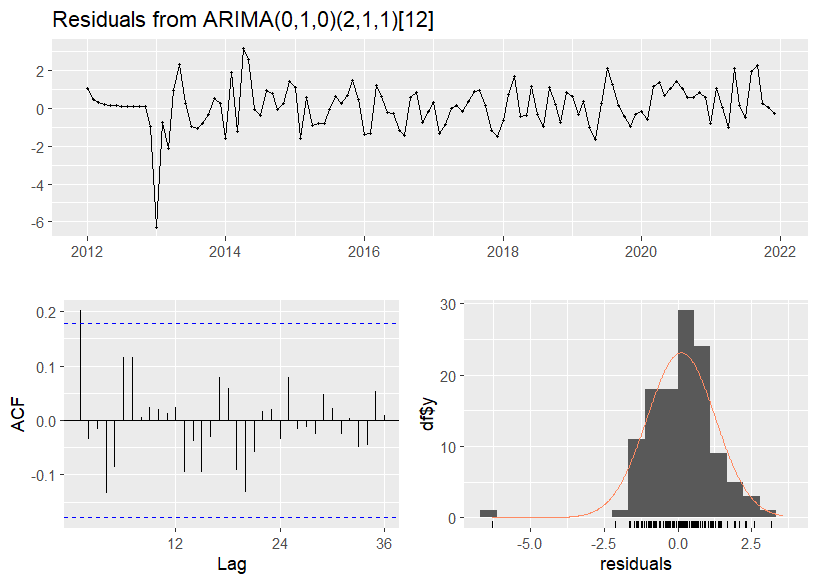 Residuals from ARIMA(0,1,0)(2,1,1)[12]
2
0
-2
-4
-6
2012 2014 2016 2018 2020 2022
0.2
0.1
0.0
-0.1
ACF
12 24 36
Lag
30
20
10
0
df$y
-5.0 -2.5 0.0 2.5
residuals